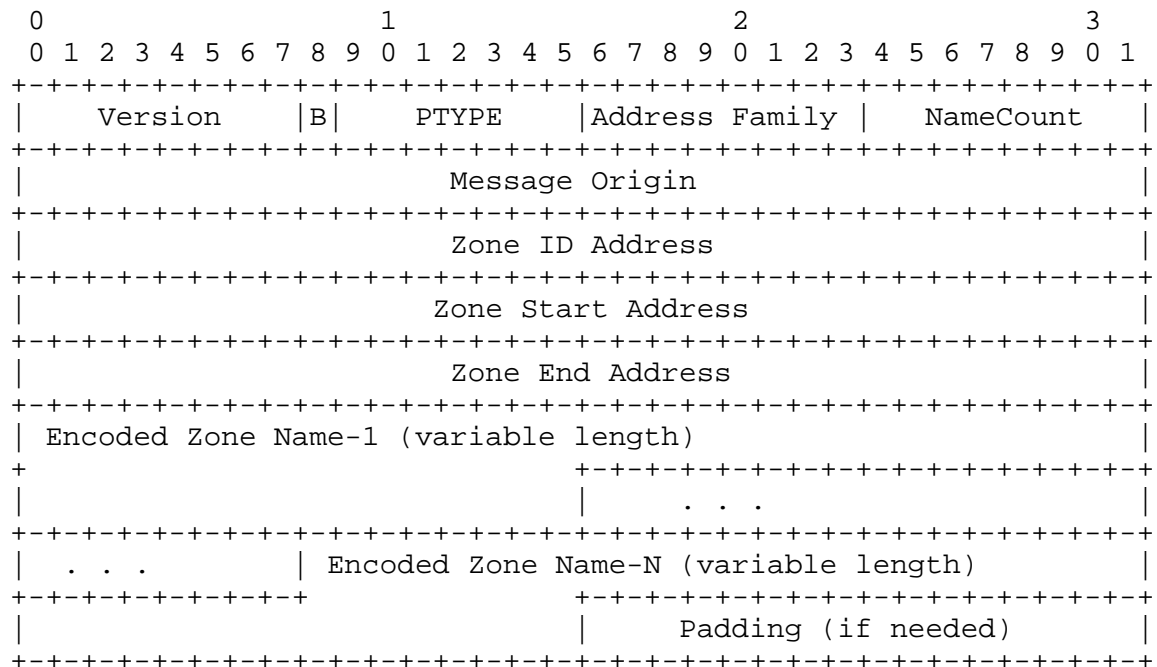 0                   1                   2                   3
 0 1 2 3 4 5 6 7 8 9 0 1 2 3 4 5 6 7 8 9 0 1 2 3 4 5 6 7 8 9 0 1
+-+-+-+-+-+-+-+-+-+-+-+-+-+-+-+-+-+-+-+-+-+-+-+-+-+-+-+-+-+-+-+-+
|    Version    |B|    PTYPE    |Address Family |   NameCount   |
+-+-+-+-+-+-+-+-+-+-+-+-+-+-+-+-+-+-+-+-+-+-+-+-+-+-+-+-+-+-+-+-+
|                        Message Origin                         |
+-+-+-+-+-+-+-+-+-+-+-+-+-+-+-+-+-+-+-+-+-+-+-+-+-+-+-+-+-+-+-+-+
|                        Zone ID Address                        |
+-+-+-+-+-+-+-+-+-+-+-+-+-+-+-+-+-+-+-+-+-+-+-+-+-+-+-+-+-+-+-+-+
|                       Zone Start Address                      |
+-+-+-+-+-+-+-+-+-+-+-+-+-+-+-+-+-+-+-+-+-+-+-+-+-+-+-+-+-+-+-+-+
|                        Zone End Address                       |
+-+-+-+-+-+-+-+-+-+-+-+-+-+-+-+-+-+-+-+-+-+-+-+-+-+-+-+-+-+-+-+-+
| Encoded Zone Name-1 (variable length)                         |
+                               +-+-+-+-+-+-+-+-+-+-+-+-+-+-+-+-+
|                               |     . . .                     |
+-+-+-+-+-+-+-+-+-+-+-+-+-+-+-+-+-+-+-+-+-+-+-+-+-+-+-+-+-+-+-+-+
|  . . .        | Encoded Zone Name-N (variable length)         |
+-+-+-+-+-+-+-+-+               +-+-+-+-+-+-+-+-+-+-+-+-+-+-+-+-+
|                               |     Padding (if needed)       |
+-+-+-+-+-+-+-+-+-+-+-+-+-+-+-+-+-+-+-+-+-+-+-+-+-+-+-+-+-+-+-+-+